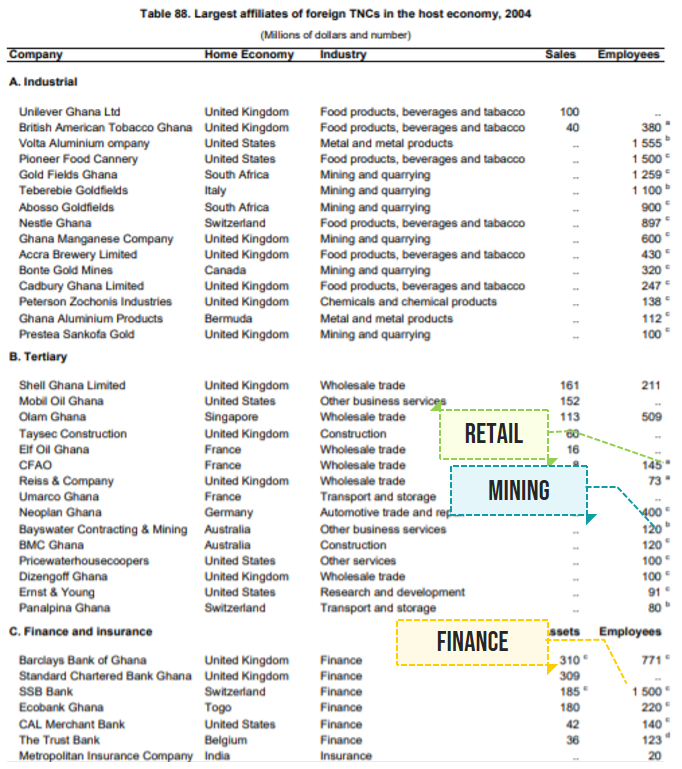 Table 88. Largest affiliates of foreign TNCs in the host economy, 2004
(Millions of dollars and number)
Company Home Economy Industry Sales Employees
A. Industrial
Unilever Ghana Ltd United Kingdom Food products, beverages and tabacco 100 ..
British American Tobacco Ghana United Kingdom Food products, beverages and tabacco 40 380 a
Volta Aluminium ompany United States Metal and metal products .. 1 555 b
Pioneer Food Cannery United States Food products, beverages and tabacco .. 1 500 c
Gold Fields Ghana South Africa Mining and quarrying .. 1 259 c
Teberebie Goldfields Italy Mining and quarrying .. 1 100 b
Abosso Goldfields South Africa Mining and quarrying .. 900 c
Nestle Ghana Switzerland Food products, beverages and tabacco .. 897 c
Ghana Manganese Company United Kingdom Mining and quarrying .. 600 c
Accra Brewery Limited United Kingdom Food products, beverages and tabacco .. 430 c
Bonte Gold Mines Canada Mining and quarrying .. 320 c
Cadbury Ghana Limited United Kingdom Food products, beverages and tabacco .. 247 c
Peterson Zochonis Industries United Kingdom Chemicals and chemical products .. 138 c
Ghana Aluminium Products Bermuda Metal and metal products .. 112 c
Prestea Sankofa Gold United Kingdom Mining and quarrying .. 100 c
B. Tertiary
Shell Ghana Limited United Kingdom Wholesale trade 161 211
Mobil Oil Ghana United States Other business services 152 ..
Olam Ghana Singapore Wholesale trade 113 509
Taysec Construction United Kingdom Construction 60 ..
RETAIL
Elf Oil Ghana France Wholesale trade 16 ..
CFAO France Wholesale trade 8 145 a
Reiss & Company United Kingdom Wholesale trade 73 a
MINING
Umarco Ghana France Transport and storage ..
Neoplan Ghana Germany Automotive trade and 400 c
Bayswater Contracting & Mining Australia Other business services .. 120 b
BMC Ghana Australia Construction .. 120 c
Pricewaterhousecoopers United States Other services .. 100 c
Dizengoff Ghana United Kingdom Wholesale trade .. 100 c
Ernst & Young United States Research and development .. 91 c
Panalpina Ghana Switzerland Transport and storage .. 80 b
C. Finance and insurance Employees
FINANCE
Barclays Bank of Ghana United Kingdom Finance 310 c 771 c
Standard Chartered Bank Ghana United Kingdom Finance 309 ..
SSB Bank Switzerland Finance 185 c 1 500 c
Ecobank Ghana Togo Finance 180 220 c
CAL Merchant Bank United States Finance 42 140 c
The Trust Bank Belgium Finance 36 123 d
Metropolitan Insurance Company India Insurance .. 20